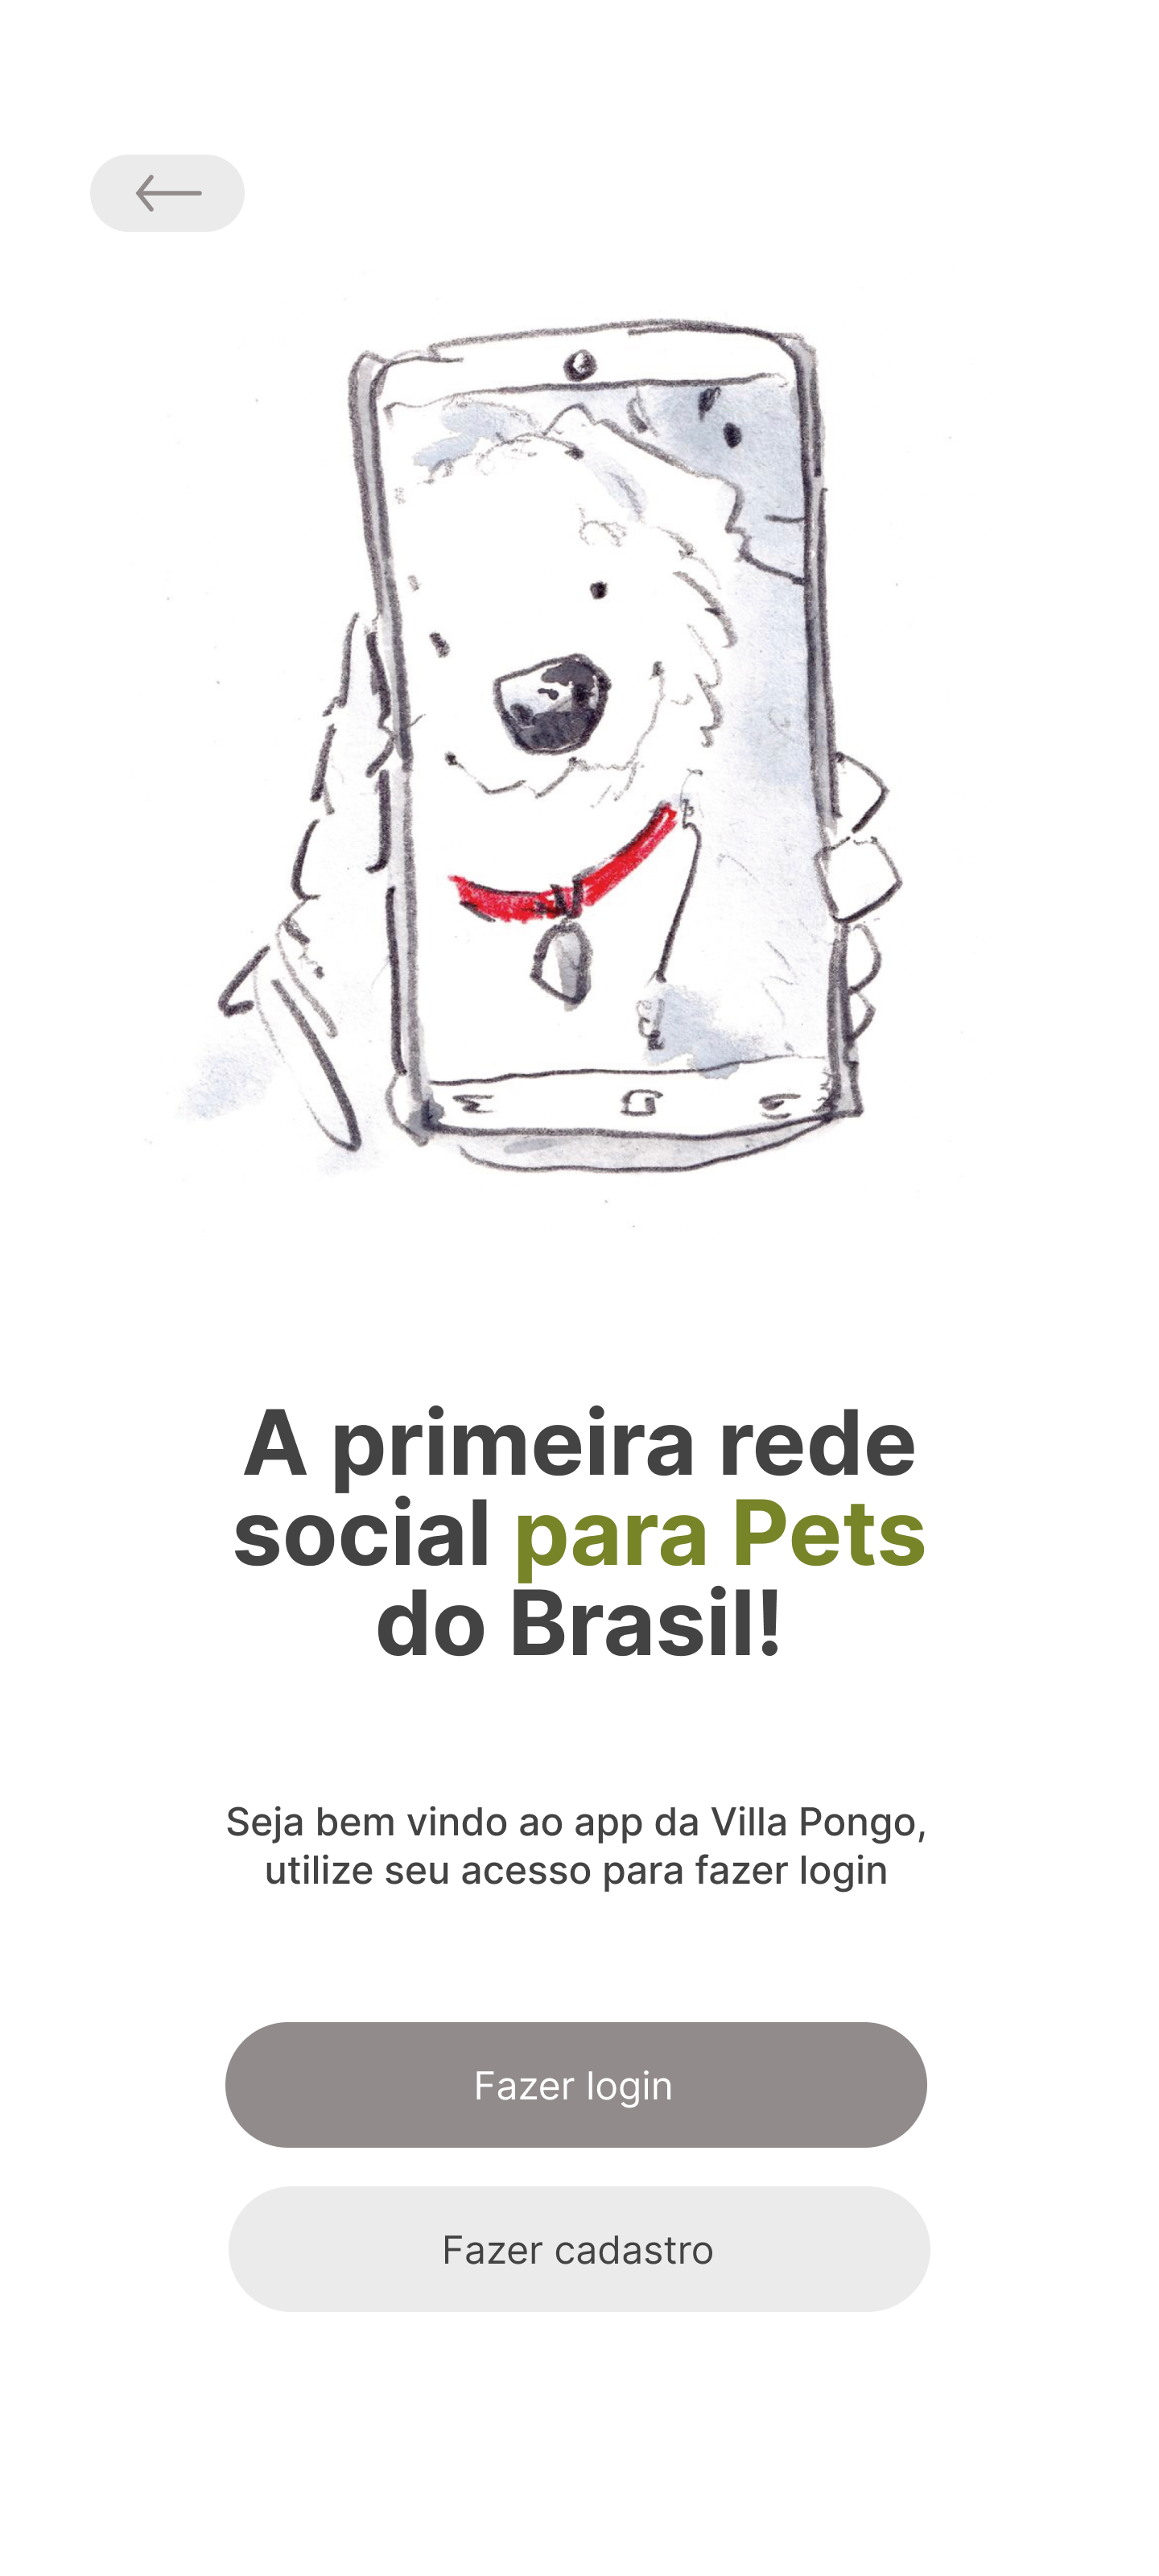 A primeira rede
social para Pets
do Brasil!
Seja bem vindo ao app da Villa Pongo,
utilize seu acesso para fazer login
Fazer login
Fazer cadastro